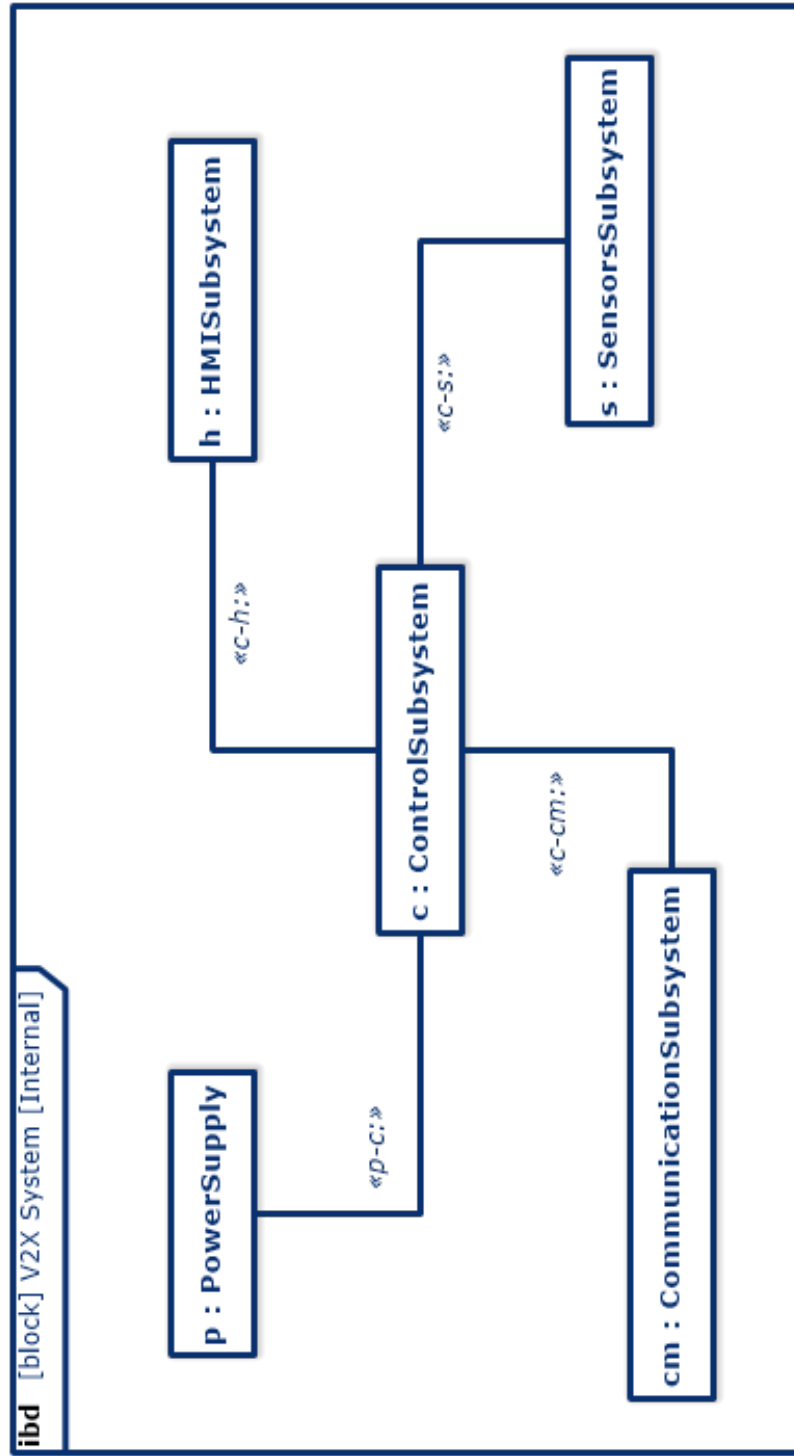 ibd [block] V2X System [Internal]
p : PowerSupply
h : HMISubsystem
«c-h:»
«p-c:»
c : ControlSubsystem
«c-s:»
«c-cm:»
cm : CommunicationSubsystem
s : SensorsSubsystem